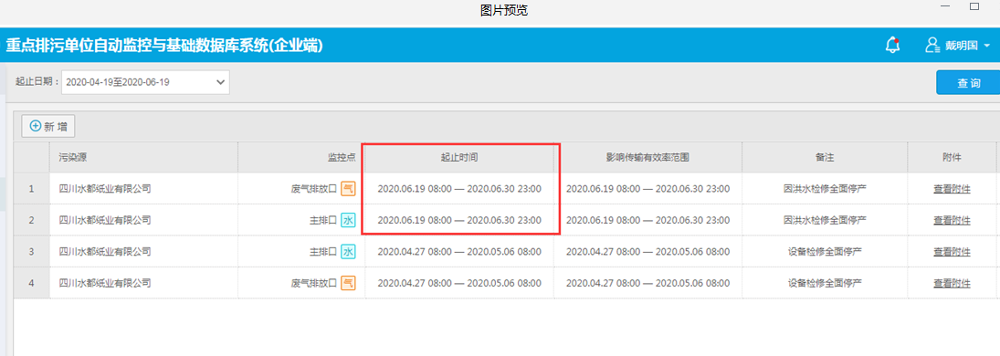 图片预览
重点排污单位自动监控与基础数据库系统(企业端)
戴明国
起止日期：
2020-04-19至2020-06-19
查 询
新 增
污染源 监控点 起止时间 影响传输有效率范围 备注 附件
1 四川水都纸业有限公司 废气排放口 气 2020.06.19 08:00 — 2020.06.30 23:00 2020.06.19 08:00 — 2020.06.30 23:00 因洪水检修全面停产 查看附件
2 四川水都纸业有限公司 主排口 水 2020.06.19 08:00 — 2020.06.30 23:00 2020.06.19 08:00 — 2020.06.30 23:00 因洪水检修全面停产 查看附件
3 四川水都纸业有限公司 主排口 水 2020.04.27 08:00 — 2020.05.06 08:00 2020.04.27 08:00 — 2020.05.06 08:00 设备检修全面停产 查看附件
4 四川水都纸业有限公司 废气排放口 气 2020.04.27 08:00 — 2020.05.06 08:00 2020.04.27 08:00 — 2020.05.06 08:00 设备检修全面停产 查看附件